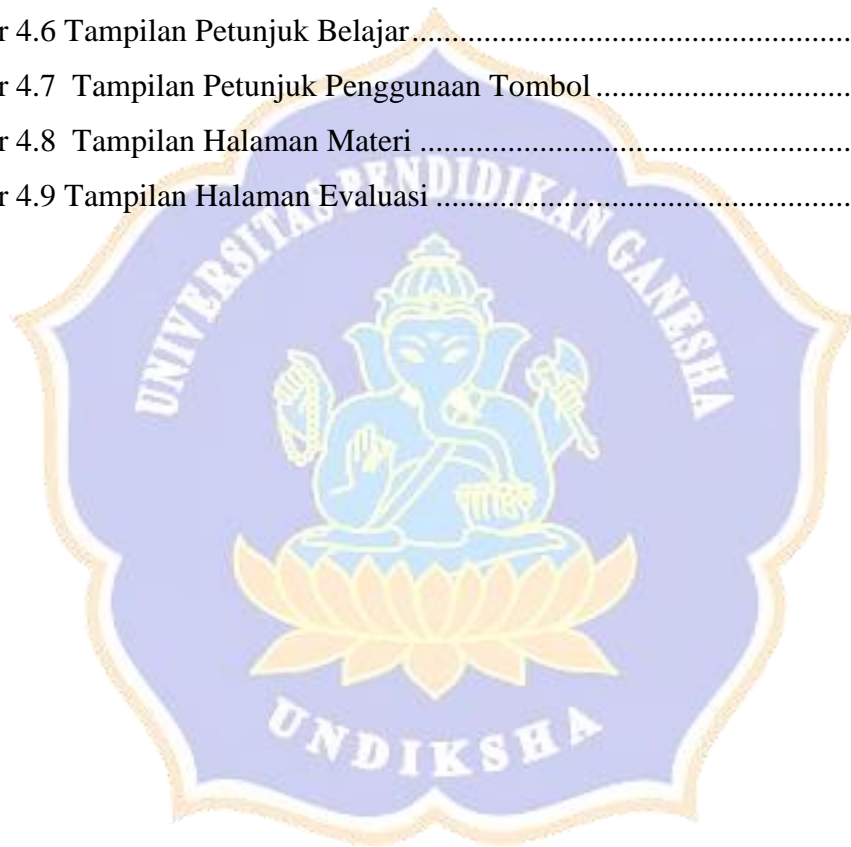 r 4.6 Tampilan Petunjuk Belajar.......................................................
r 4.7  Tampilan Petunjuk Penggunaan Tombol................................
r 4.8  Tampilan Halaman Materi......................................................
r 4.9 Tampilan Halaman Evaluasi....................................................
UNIVERSITAS PENDIDIKAN GANESHA
UNDIKSHA